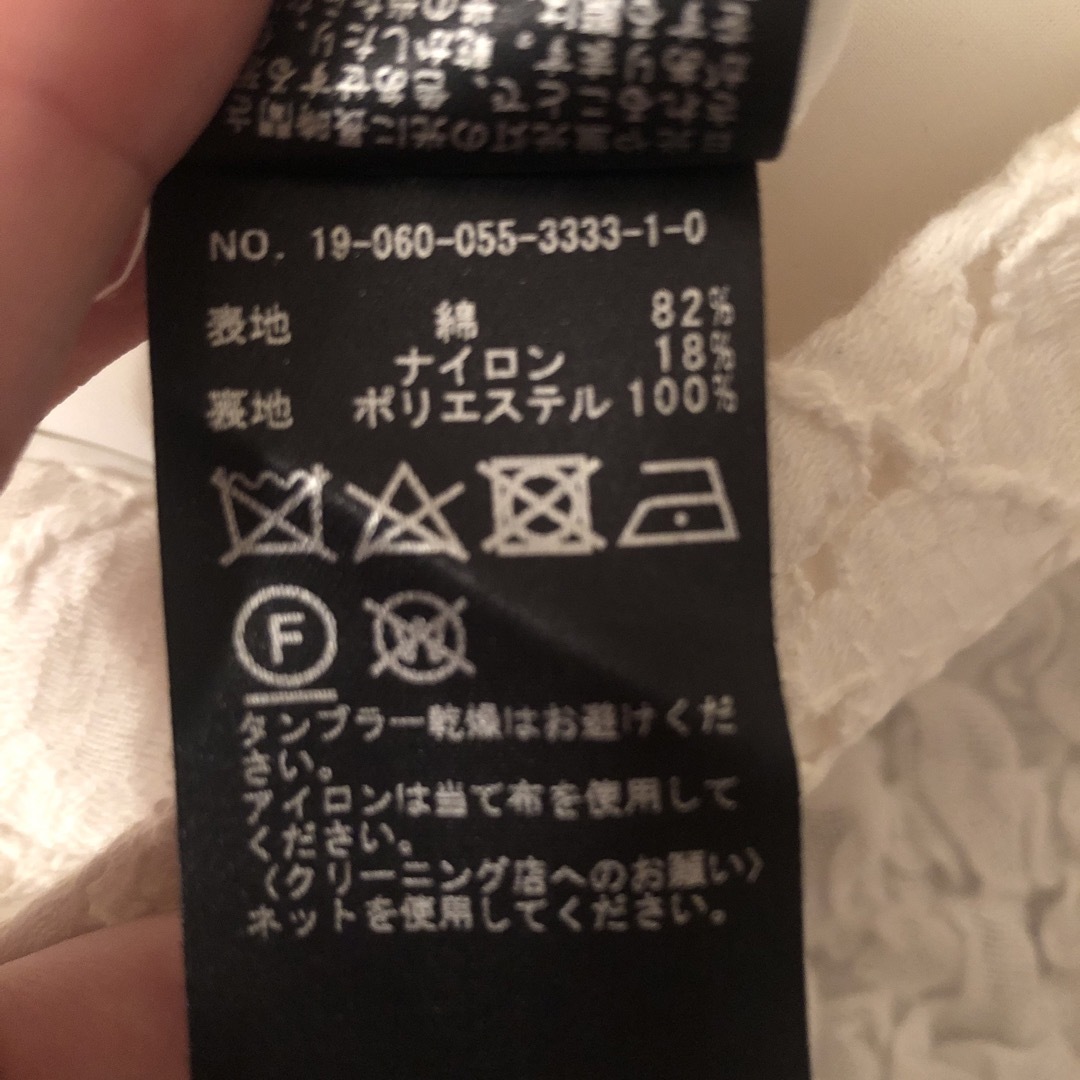 NO. 19-060-055-3333-1-0
表地 綿 82%
ナイロン 18%
裏地 ポリエステル 100%
F
W
タンブラー乾燥はお避けくだ
さい。
アイロンは当て布を使用して
ください。
〈クリーニング店へのお願い〉
ネットを使用してください。